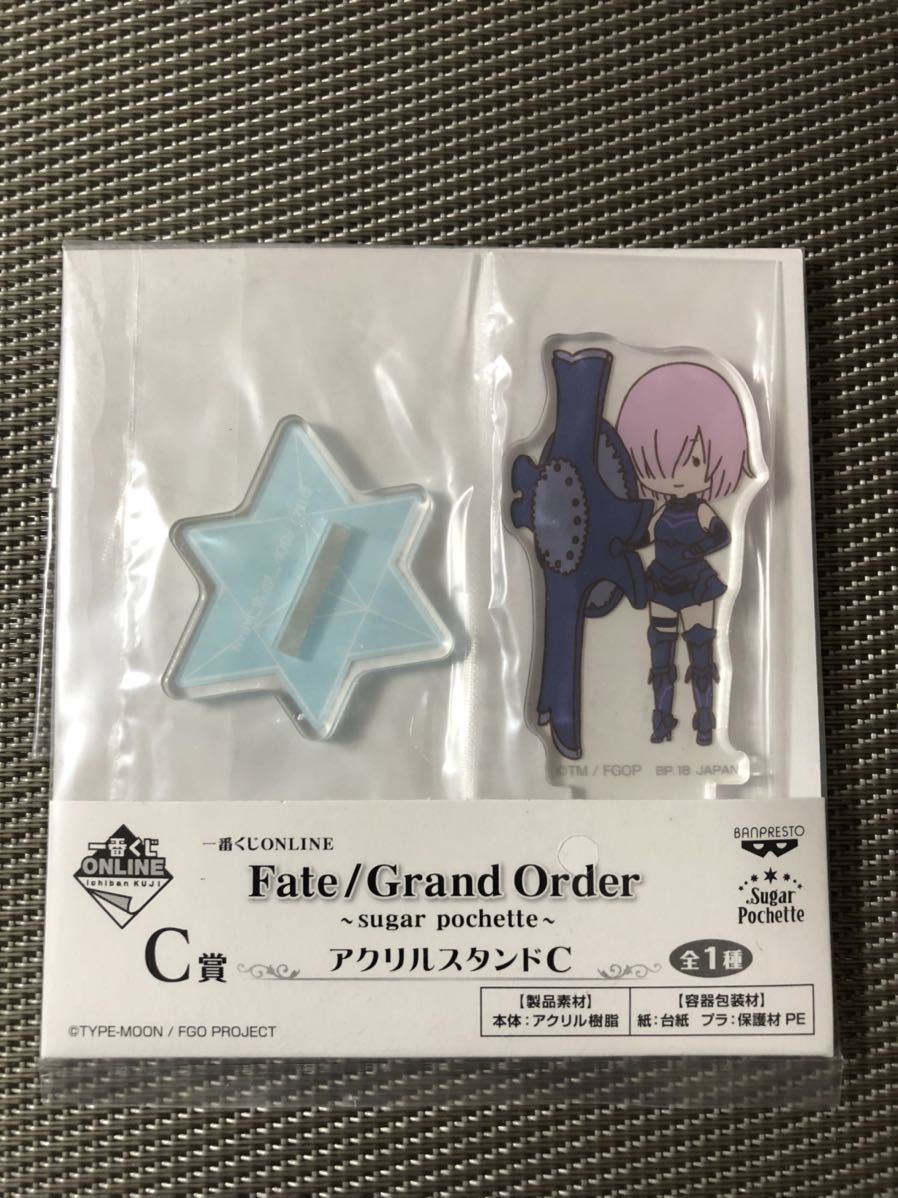 ©TM / FGOP BP.18 JAPAN
一番くじ
ONLINE
Ichiban KUJI
一番くじONLINE
Fate/Grand Order
~sugar pochette~
C賞
アクリルスタンドC
全1種
BANPRESTO
Sugar
Pochette
【製品素材】
本体:アクリル樹脂
【容器包装材】
紙:台紙 プラ:保護材 PE
©TYPE-MOON / FGO PROJECT